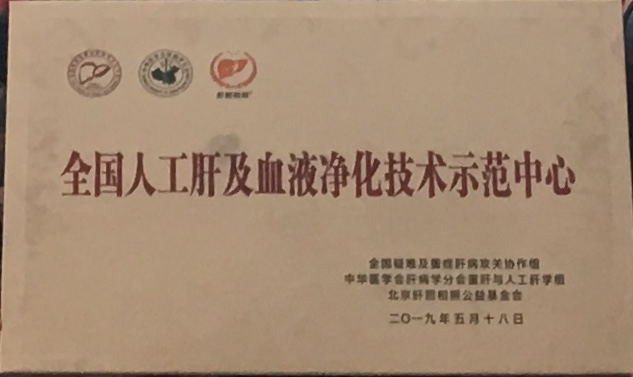 全国人工肝及血液净化技术示范中心
全国疑难及重症肝病攻关协作组
中华医学会肝病学分会重肝与人工肝学组
北京肝胆相照公益基金会
二〇一九年五月十八日